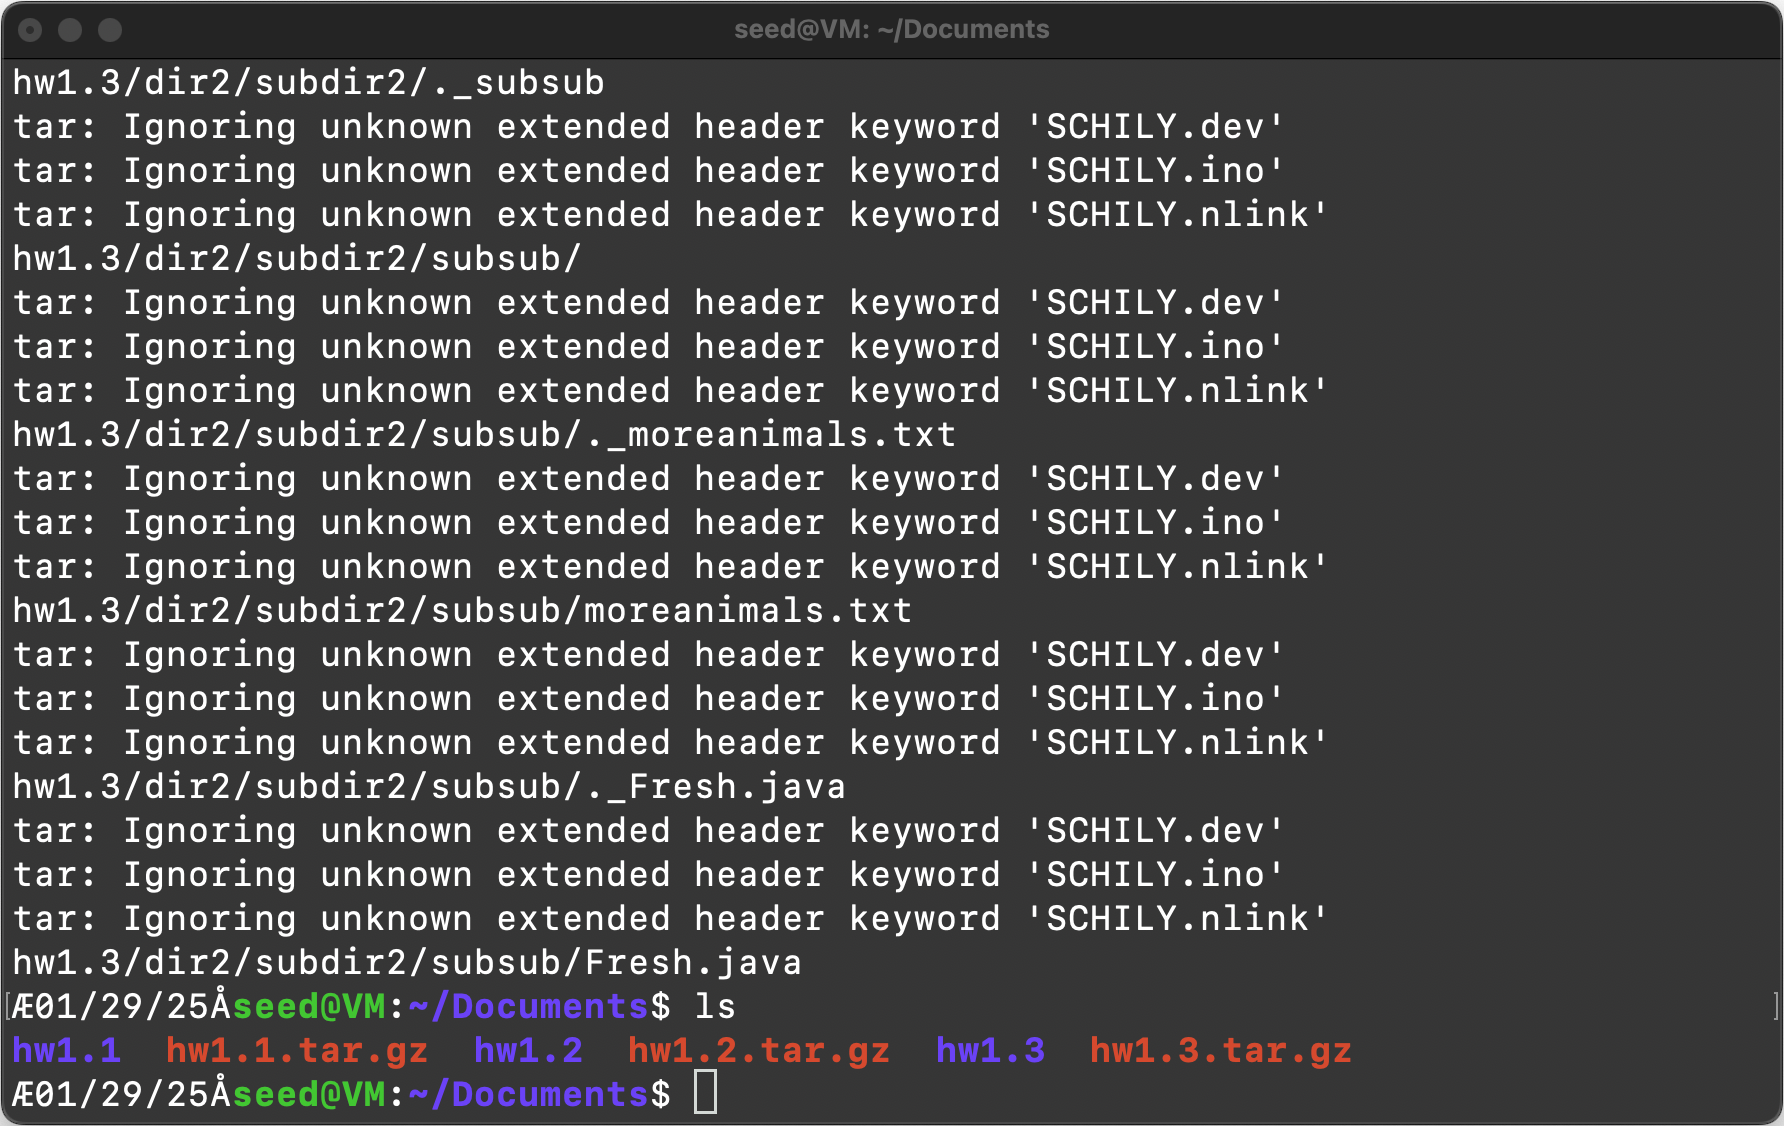 seed@VM: ~/Documents
hw1.3/dir2/subdir2/._subsub
tar: Ignoring unknown extended header keyword 'SCHILY.dev'
tar: Ignoring unknown extended header keyword 'SCHILY.ino'
tar: Ignoring unknown extended header keyword 'SCHILY.nlink'
hw1.3/dir2/subdir2/subsub/
tar: Ignoring unknown extended header keyword 'SCHILY.dev'
tar: Ignoring unknown extended header keyword 'SCHILY.ino'
tar: Ignoring unknown extended header keyword 'SCHILY.nlink'
hw1.3/dir2/subdir2/subsub/._moreanimals.txt
tar: Ignoring unknown extended header keyword 'SCHILY.dev'
tar: Ignoring unknown extended header keyword 'SCHILY.ino'
tar: Ignoring unknown extended header keyword 'SCHILY.nlink'
hw1.3/dir2/subdir2/subsub/moreanimals.txt
tar: Ignoring unknown extended header keyword 'SCHILY.dev'
tar: Ignoring unknown extended header keyword 'SCHILY.ino'
tar: Ignoring unknown extended header keyword 'SCHILY.nlink'
hw1.3/dir2/subdir2/subsub/._Fresh.java
tar: Ignoring unknown extended header keyword 'SCHILY.dev'
tar: Ignoring unknown extended header keyword 'SCHILY.ino'
tar: Ignoring unknown extended header keyword 'SCHILY.nlink'
hw1.3/dir2/subdir2/subsub/Fresh.java
[Æ01/29/25Åseed@VM:~/Documents$ ls ]
hw1.1  hw1.1.tar.gz  hw1.2  hw1.2.tar.gz  hw1.3  hw1.3.tar.gz
Æ01/29/25Åseed@VM:~/Documents$